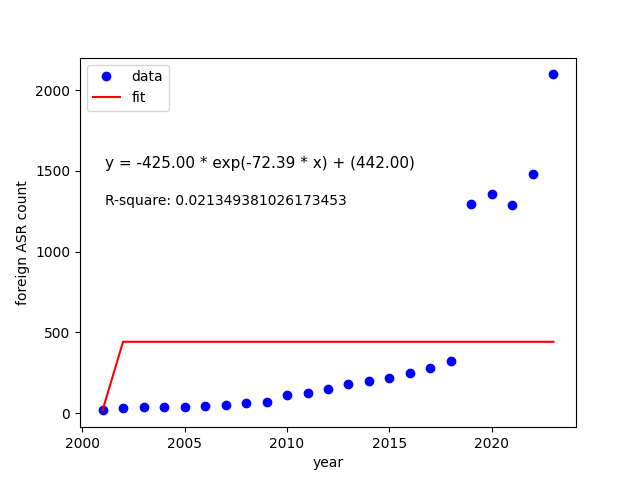 data
fit
y = -425.00 * exp(-72.39 * x) + (442.00)
R-square: 0.021349381026173453
foreign ASR count
2000
1500
1000
500
0
2000 2005 2010 2015 2020
year